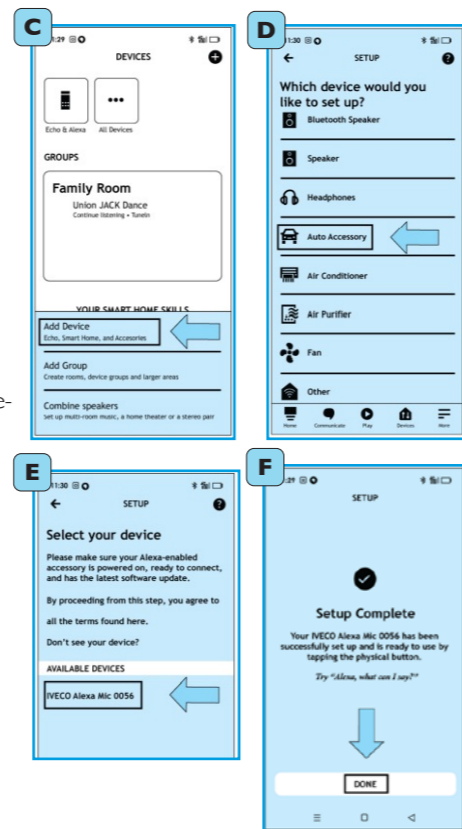 C
1:29
DEVICES
Echo & Alexa
All Devices
GROUPS
Family Room
Union JACK Dance
Continue listening • TuneIn
YOUR SMART HOME SKILLS
Add Device
Echo, Smart Home, and Accesories
Add Group
Create rooms, device groups and larger areas
Combine speakers
Set up multi-room music, a home theater or a stereo pair
e-
D
1:30
SETUP
?
Which device would you
like to set up?
Bluetooth Speaker
Speaker
Headphones
Auto Accessory
Air Conditioner
Air Purifier
Fan
Other
Home
Communicate
Play
Devices
More
E
11:30
SETUP
?
Select your device
Please make sure your Alexa-enabled
accessory is powered on, ready to connect,
and has the latest software update.
By proceeding from this step, you agree to
all the terms found here.
Don't see your device?
AVAILABLE DEVICES
IVECO Alexa Mic 0056
F
:29
SETUP
Setup Complete
Your IVECO Alexa Mic 0056 has been
successfully set up and is ready to use by
tapping the physical button.
Try "Alexa, what can I say?"
DONE